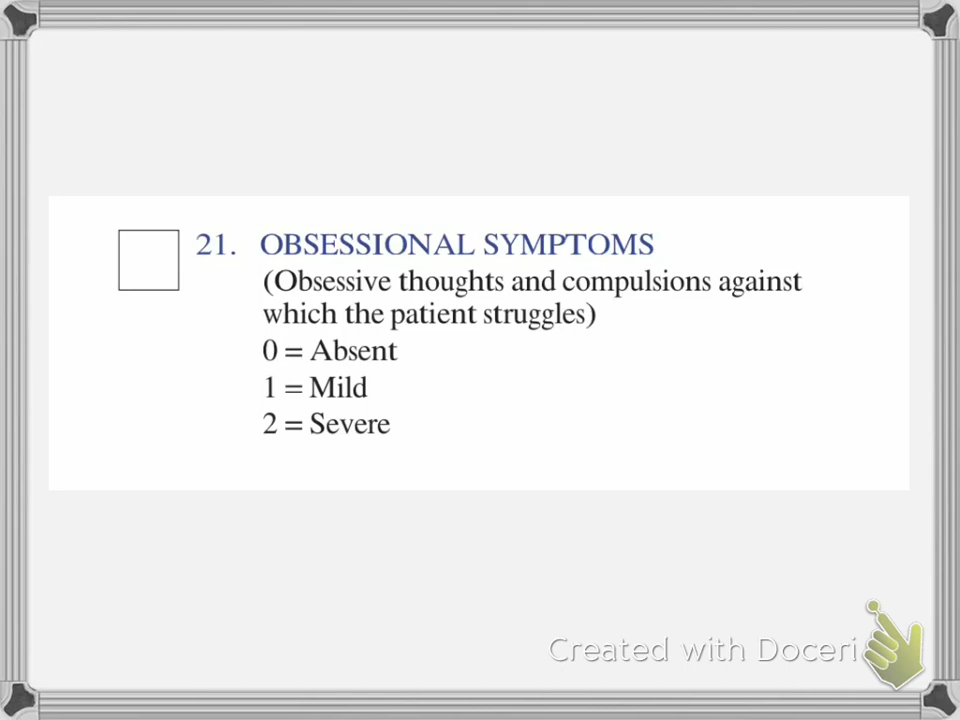 21. OBSESSIONAL SYMPTOMS
(Obsessive thoughts and compulsions against
which the patient struggles)
0 = Absent
1 = Mild
2 = Severe
Created with Doceri